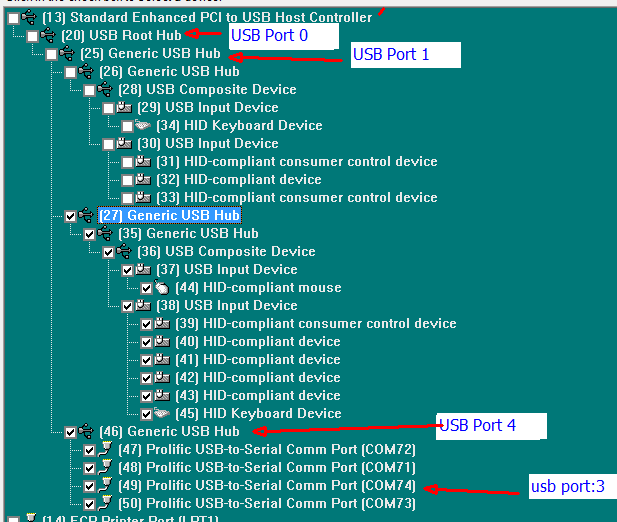 (13) Standard Enhanced PCI to USB Host Controller
(20) USB Root Hub USB Port 0
(25) Generic USB Hub USB Port 1
(26) Generic USB Hub
(28) USB Composite Device
(29) USB Input Device
(34) HID Keyboard Device
(30) USB Input Device
(31) HID-compliant consumer control device
(32) HID-compliant device
(33) HID-compliant consumer control device
(27) Generic USB Hub
(35) Generic USB Hub
(36) USB Composite Device
(37) USB Input Device
(44) HID-compliant mouse
(38) USB Input Device
(39) HID-compliant consumer control device
(40) HID-compliant device
(41) HID-compliant device
(42) HID-compliant device
(43) HID-compliant device
(45) HID Keyboard Device
(46) Generic USB Hub USB Port 4
(47) Prolific USB-to-Serial Comm Port (COM72)
(48) Prolific USB-to-Serial Comm Port (COM71)
(49) Prolific USB-to-Serial Comm Port (COM74) usb port:3
(50) Prolific USB-to-Serial Comm Port (COM73)
(14) ECP Printer Port (LPT1)